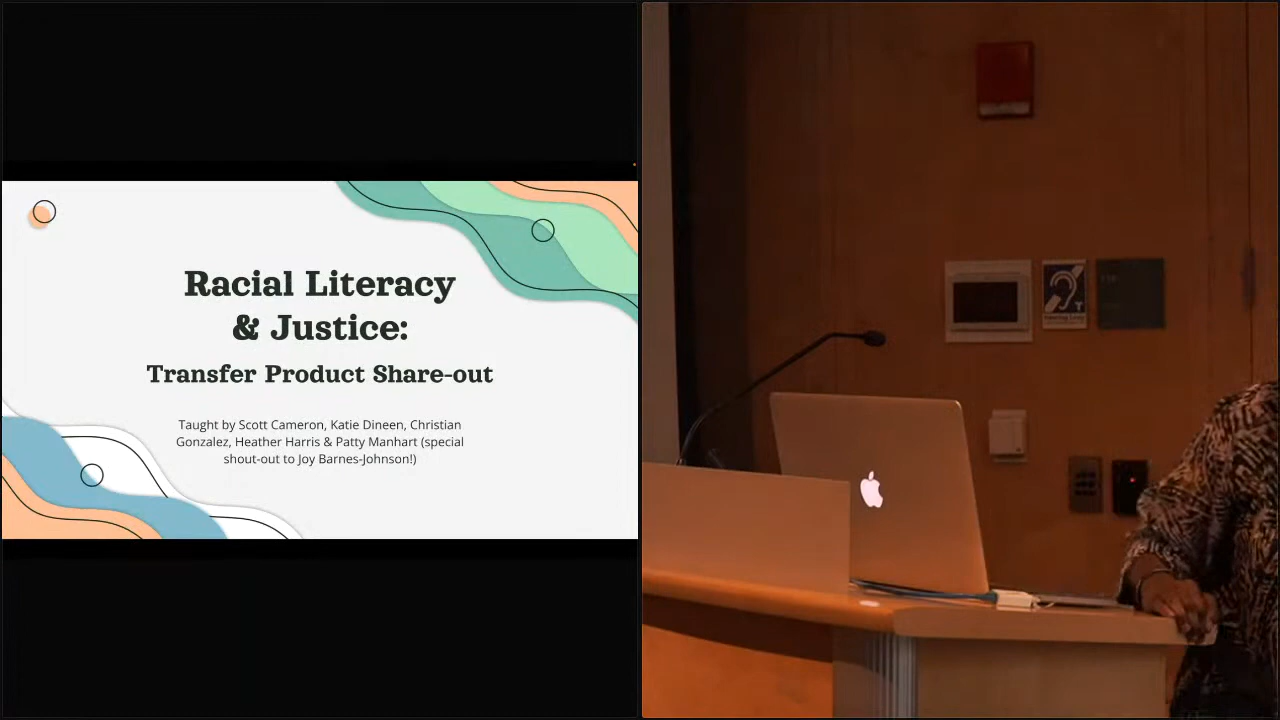 Racial Literacy
& Justice:
Transfer Product Share-out
Taught by Scott Cameron, Katie Dineen, Christian
Gonzalez, Heather Harris & Patty Manhart (special
shout-out to Joy Barnes-Johnson!)
T